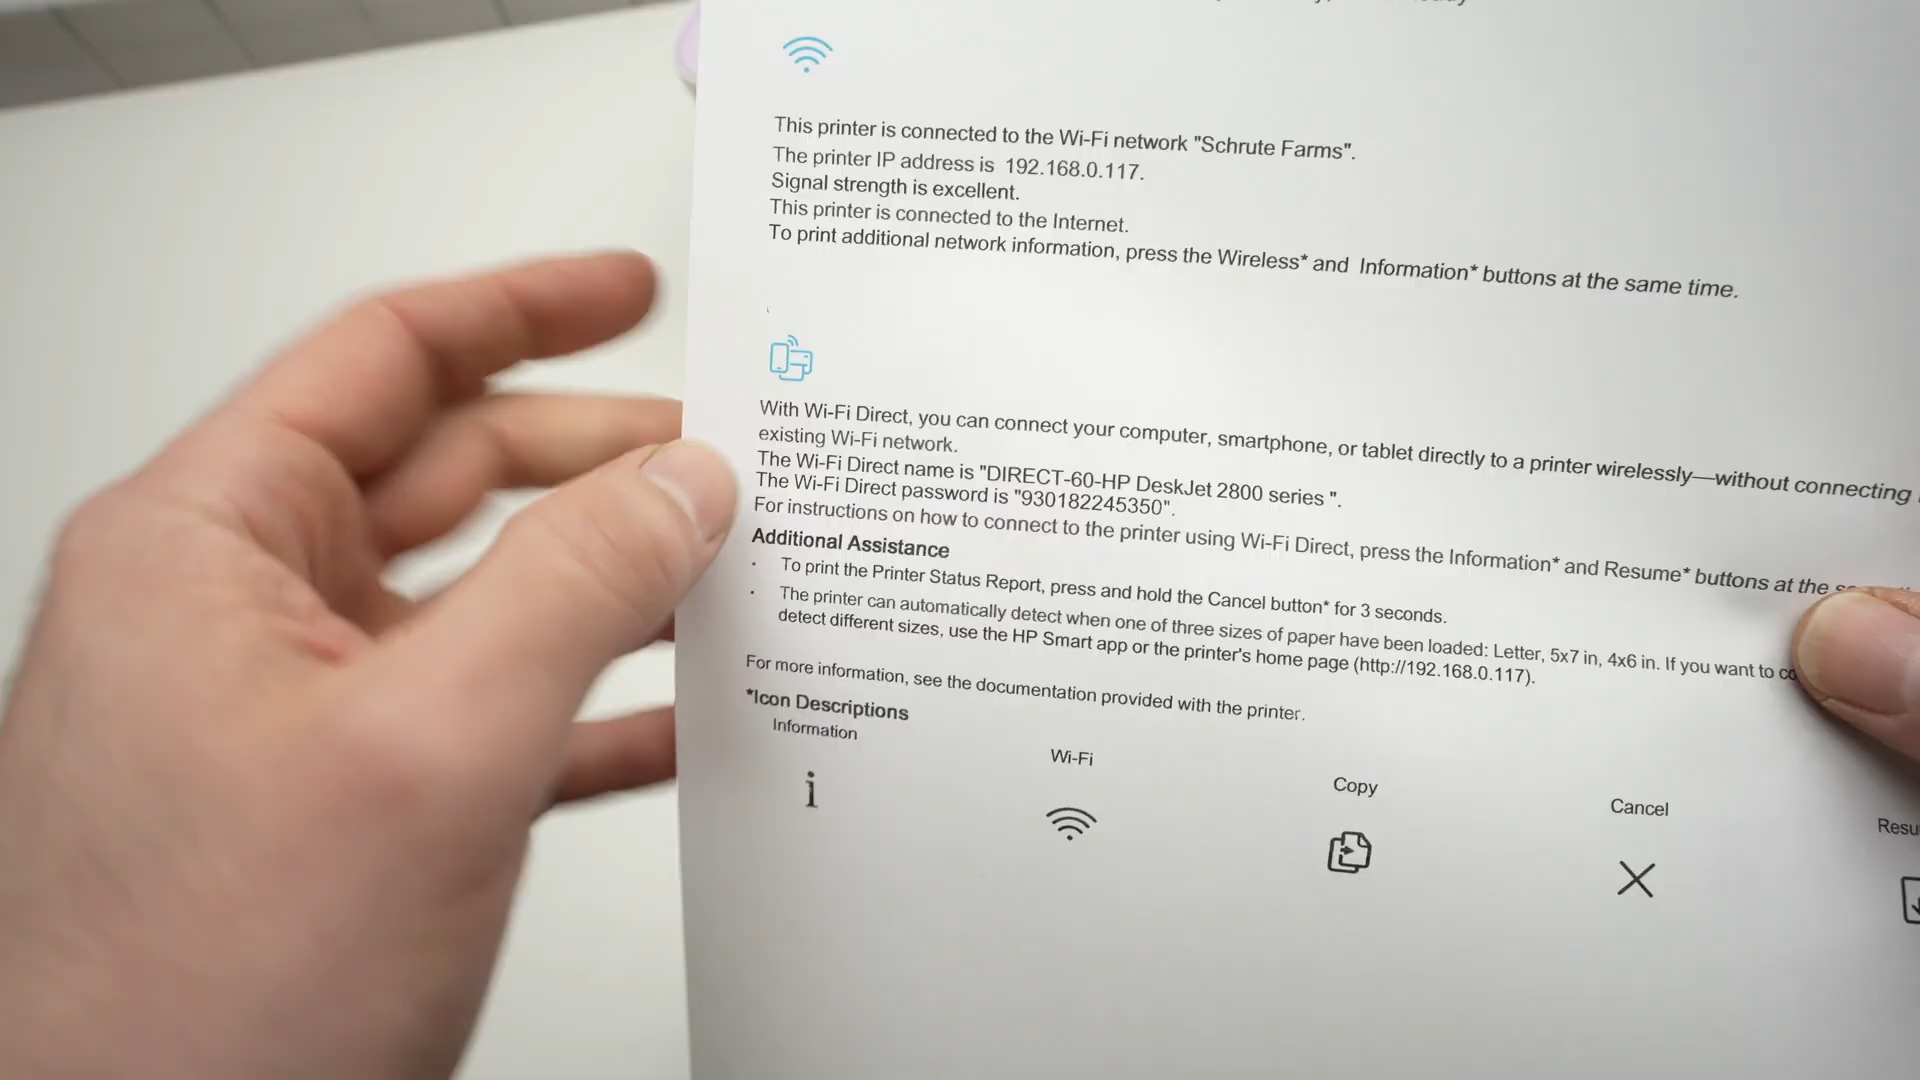 This printer is connected to the Wi-Fi network "Schrute Farms".
The printer IP address is 192.168.0.117.
Signal strength is excellent.
This printer is connected to the Internet.
To print additional network information, press the Wireless* and Information* buttons at the same time.
With Wi-Fi Direct, you can connect your computer, smartphone, or tablet directly to a printer wirelessly—without connecting
existing Wi-Fi network.
The Wi-Fi Direct name is "DIRECT-60-HP DeskJet 2800 series ".
The Wi-Fi Direct password is "930182245350".
For instructions on how to connect to the printer using Wi-Fi Direct, press the Information* and Resume* buttons at the
Additional Assistance
· To print the Printer Status Report, press and hold the Cancel button* for 3 seconds.
· The printer can automatically detect when one of three sizes of paper have been loaded: Letter, 5x7 in, 4x6 in. If you want to
detect different sizes, use the HP Smart app or the printer's home page (http://192.168.0.117).
For more information, see the documentation provided with the printer.
*Icon Descriptions
Information Wi-Fi Copy Cancel